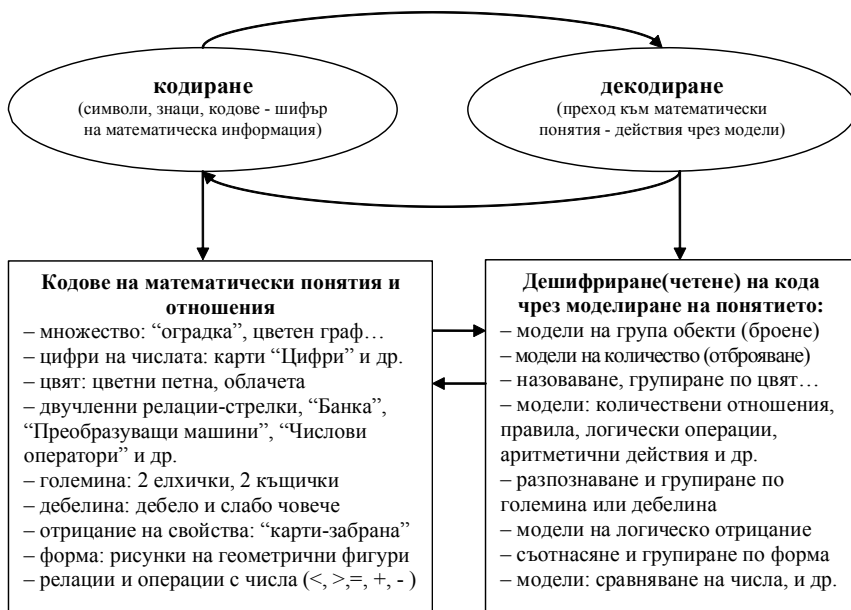 кодиране
(символи, знаци, кодове - шифър
на математическа информация)
декодиране
(преход към математически
понятия - действия чрез модели)
Кодове на математически понятия и
отношения
– множество: “оградка”, цветен граф…
– цифри на числата: карти “Цифри” и др.
– цвят: цветни петна, облачета
– двучленни релации-стрелки, “Банка”,
“Преобразуващи машини”, “Числови
оператори” и др.
– големина: 2 елхички, 2 къщички
– дебелина: дебело и слабо човече
– отрицание на свойства: “карти-забрана”
– форма: рисунки на геометрични фигури
– релации и операции с числа (<, >,=, +, - )
Дешифриране(четене) на кода
чрез моделиране на понятието:
– модели на група обекти (броене)
– модели на количество (отброяване)
– назоваване, групиране по цвят…
– модели: количествени отношения,
правила, логически операции,
аритметични действия и др.
– разпознаване и групиране по
големина или дебелина
– модели на логическо отрицание
– съотнасяне и групиране по форма
– модели: сравняване на числа, и др.